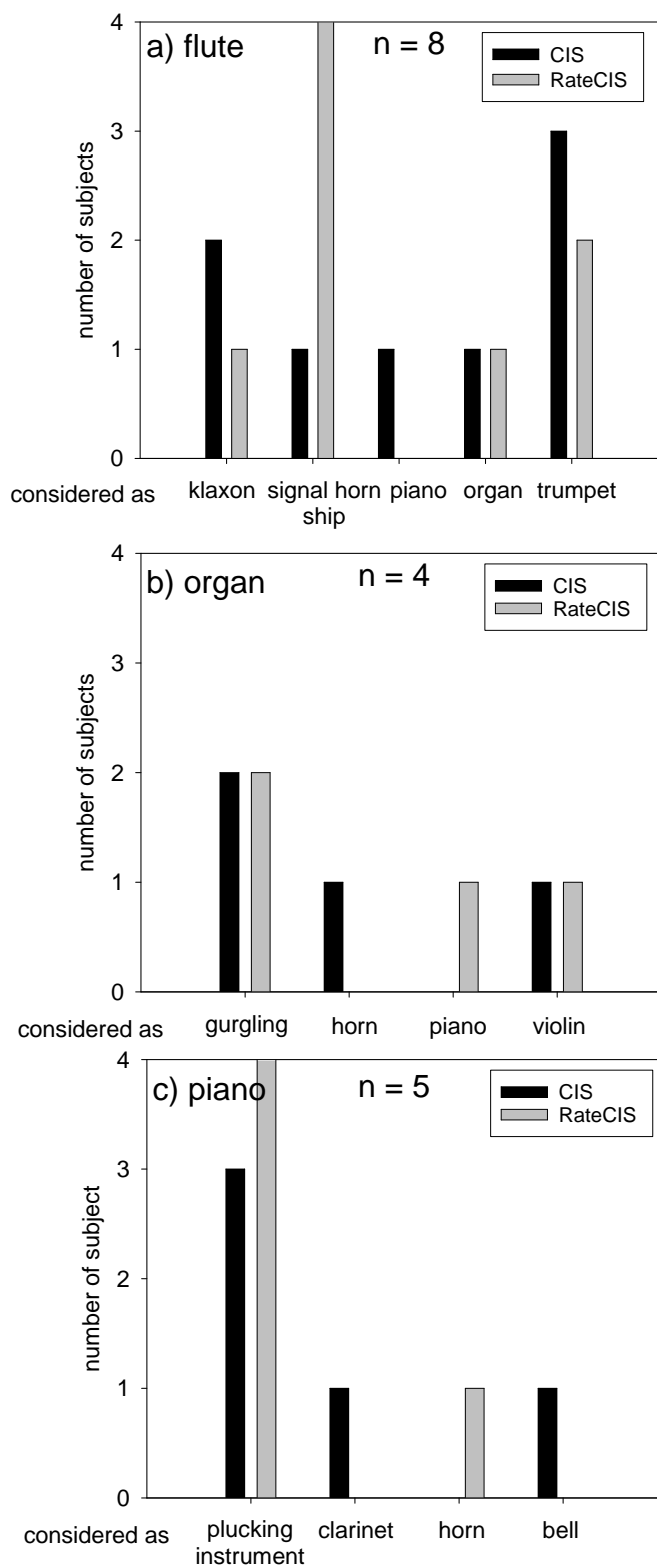 a) flute
n = 8
CIS
RateCIS
number of subjects
4
3
2
1
0
considered as
klaxon
signal horn
ship
piano
organ
trumpet
b) organ
n = 4
CIS
RateCIS
number of subjects
4
3
2
1
0
considered as
gurgling
horn
piano
violin
c) piano
n = 5
CIS
RateCIS
number of subject
4
3
2
1
0
considered as
plucking
instrument
clarinet
horn
bell